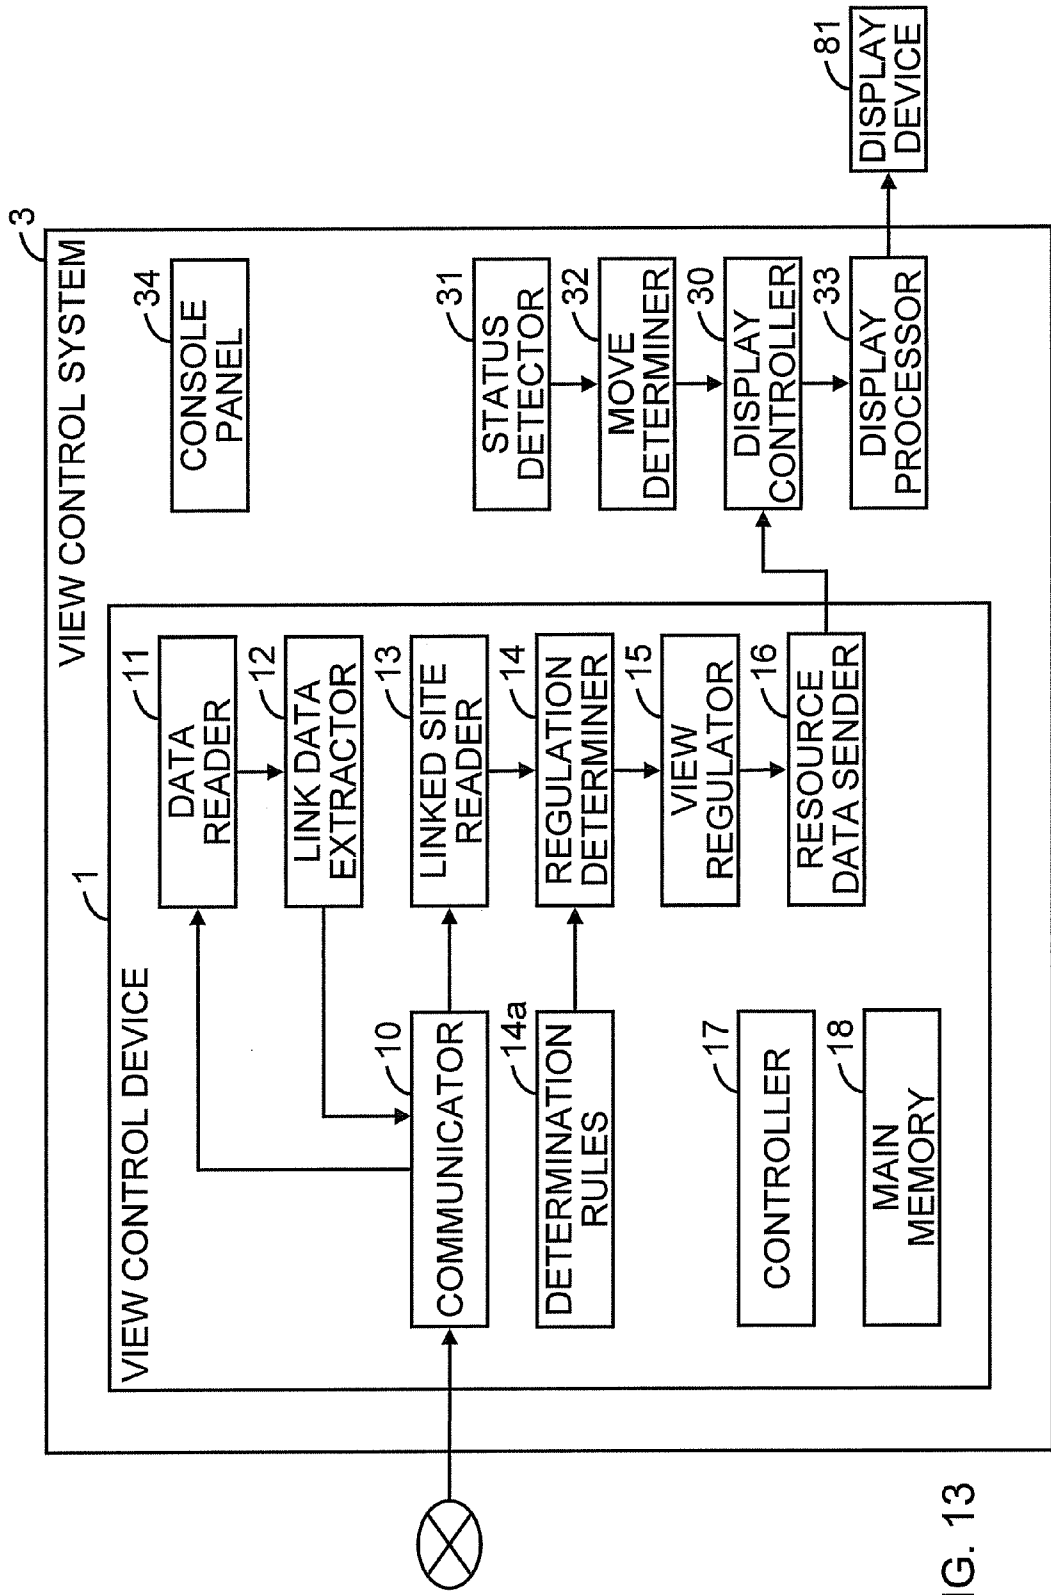 3
VIEW CONTROL SYSTEM
1
VIEW CONTROL DEVICE
10
COMMUNICATOR
14a
DETERMINATION
RULES
17
CONTROLLER
18
MAIN
MEMORY
11
DATA
READER
12
LINK DATA
EXTRACTOR
13
LINKED SITE
READER
14
REGULATION
DETERMINER
15
VIEW
REGULATOR
16
RESOURCE
DATA SENDER
34
CONSOLE
PANEL
31
STATUS
DETECTOR
32
MOVE
DETERMINER
30
DISPLAY
CONTROLLER
33
DISPLAY
PROCESSOR
81
DISPLAY
DEVICE
G. 13